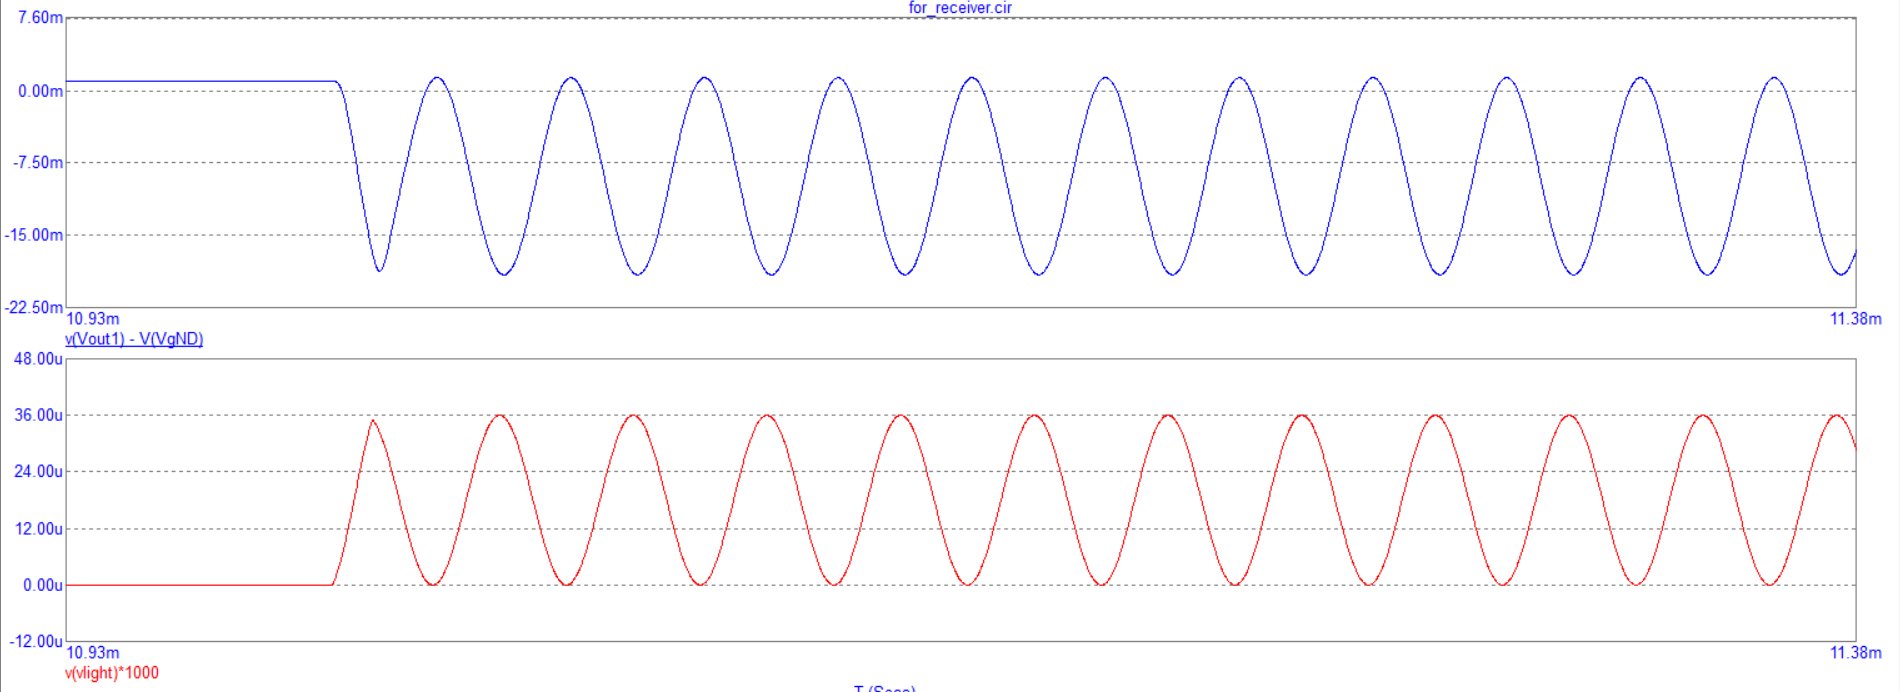 for_receiver.cir
7.60m
0.00m
-7.50m
-15.00m
-22.50m
10.93m 11.38m
v(Vout1) - V(VgND)
48.00u
36.00u
24.00u
12.00u
0.00u
-12.00u
10.93m 11.38m
v(vlight)*1000
T (Secs)